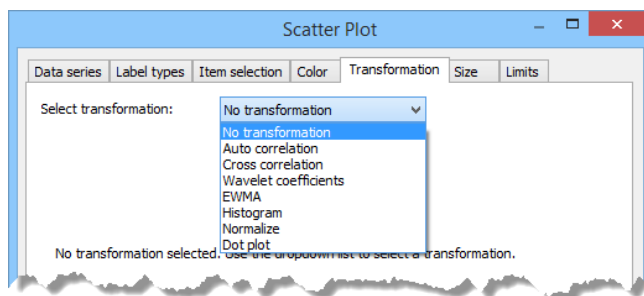 Scatter Plot
Data series Label types Item selection Color Transformation Size Limits
Select transformation: No transformation
No transformation
Auto correlation
Cross correlation
Wavelet coefficients
EWMA
Histogram
Normalize
Dot plot
No transformation selected. Use the dropdown list to select a transformation.